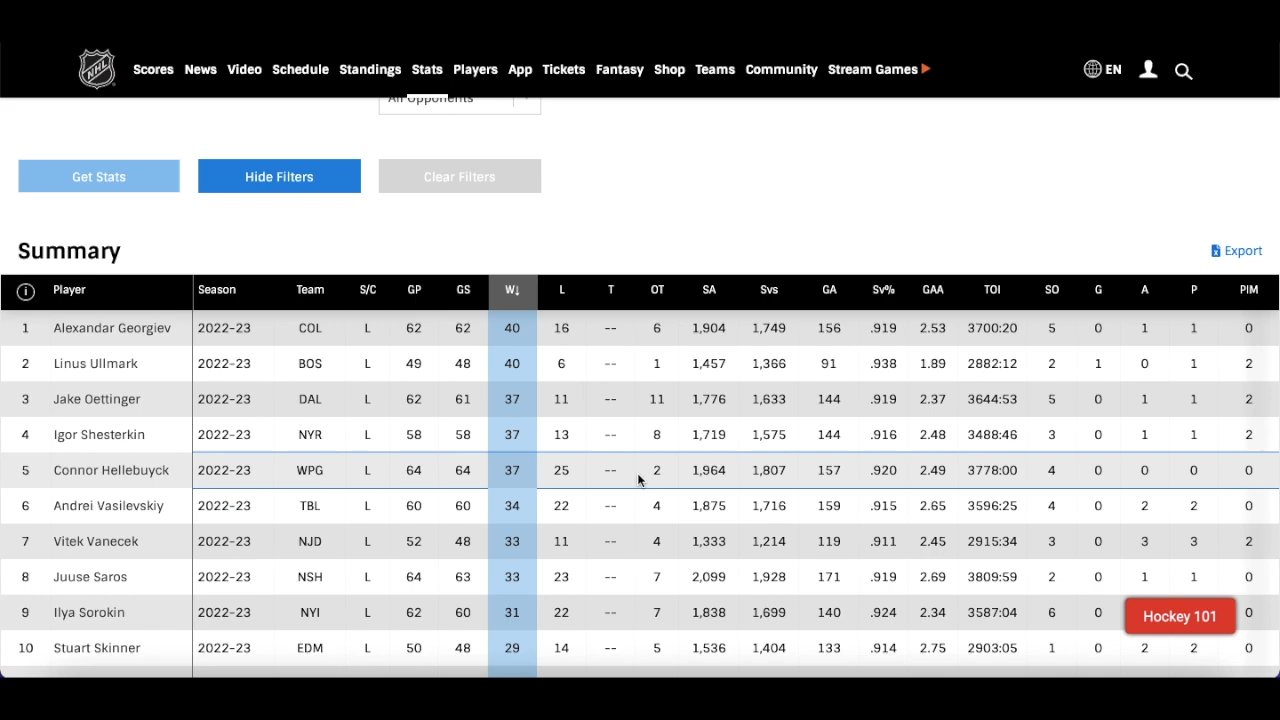 NHL
Scores News Video Schedule Standings Stats Players App Tickets Fantasy Shop Teams Community Stream Games EN
All Opponents
Get Stats Hide Filters Clear Filters
Summary
Export
i Player Season Team S/C GP GS W↓ L T OT SA Svs GA Sv% GAA TOI SO G A P PIM
1 Alexandar Georgiev 2022-23 COL L 62 62 40 16 -- 6 1,904 1,749 156 .919 2.53 3700:20 5 0 1 1 0
2 Linus Ullmark 2022-23 BOS L 49 48 40 6 -- 1 1,457 1,366 91 .938 1.89 2882:12 2 1 0 1 2
3 Jake Oettinger 2022-23 DAL L 62 61 37 11 -- 11 1,776 1,633 144 .919 2.37 3644:53 5 0 1 1 2
4 Igor Shesterkin 2022-23 NYR L 58 58 37 13 -- 8 1,719 1,575 144 .916 2.48 3488:46 3 0 1 1 2
5 Connor Hellebuyck 2022-23 WPG L 64 64 37 25 -- 2 1,964 1,807 157 .920 2.49 3778:00 4 0 0 0 0
6 Andrei Vasilevskiy 2022-23 TBL L 60 60 34 22 -- 4 1,875 1,716 159 .915 2.65 3596:25 4 0 2 2 0
7 Vitek Vanecek 2022-23 NJD L 52 48 33 11 -- 4 1,333 1,214 119 .911 2.45 2915:34 3 0 3 3 2
8 Juuse Saros 2022-23 NSH L 64 63 33 23 -- 7 2,099 1,928 171 .919 2.69 3809:59 2 0 1 1 0
9 Ilya Sorokin 2022-23 NYI L 62 60 31 22 -- 7 1,838 1,699 140 .924 2.34 3587:04 6 0 0
Hockey 101
10 Stuart Skinner 2022-23 EDM L 50 48 29 14 -- 5 1,536 1,404 133 .914 2.75 2903:05 1 0 2 2 0